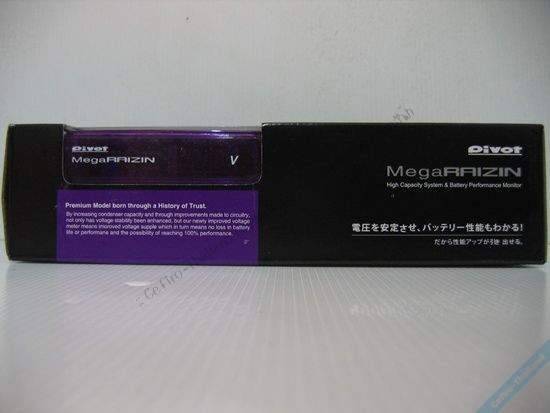 Pivot
MegaRAIZIN V
Premium Model born through a History of Trust.
By increasing condenser capacity and through improvements made to circuitry,
not only has voltage stability been enhanced, but our newly improved voltage
meter means imoroved voltage supply which in turn means no loss in battery
life or performane and the possibility of reaching 100% performance.
Pivot
MegaRAIZIN
High Capacity System & Battery Performance Monitor
電圧を安定させ、バッテリー性能もわかる!
だから性能アップが引き出せる。
Cefiro-Thailand